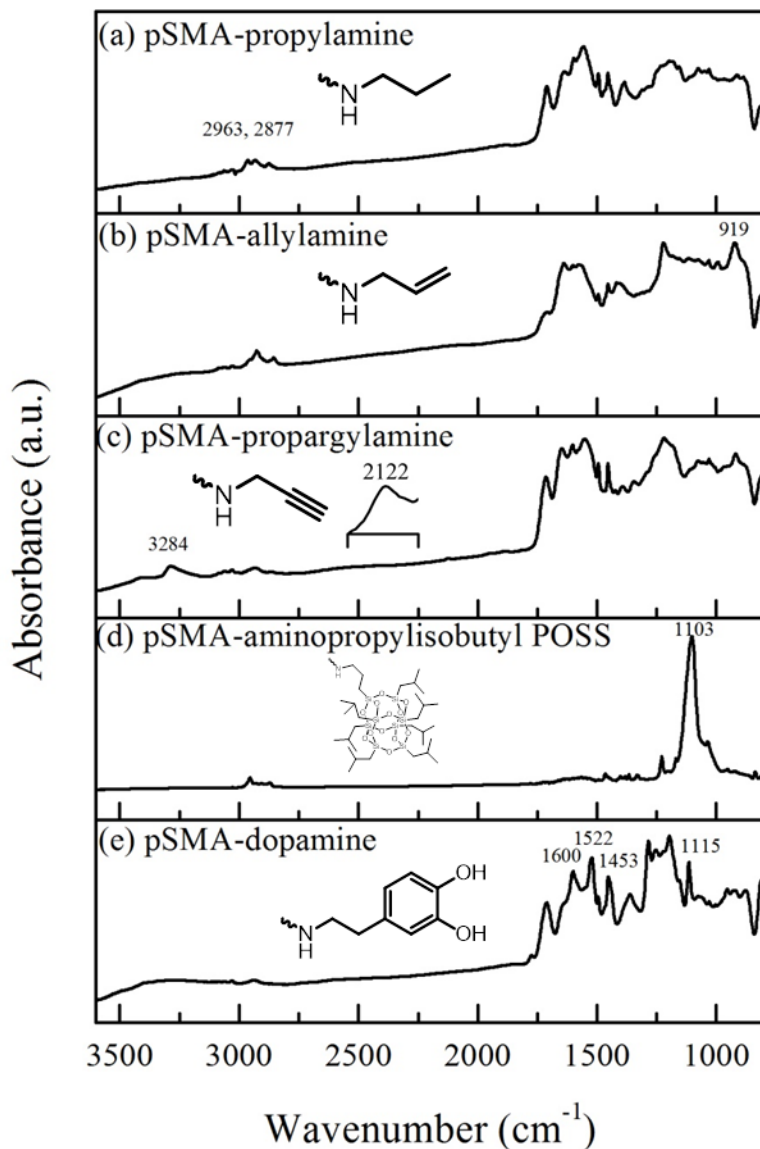 (a) pSMA-propylamine
N
H
2963, 2877
(b) pSMA-allylamine
919
N
H
(c) pSMA-propargylamine
2122
N
H
3284
(d) pSMA-aminopropylisobutyl POSS
1103
(e) pSMA-dopamine
1522
1600
1453
1115
OH
OH
N
H
3500 3000 2500 2000 1500 1000
Wavenumber (cm-1)
Absorbance (a.u.)